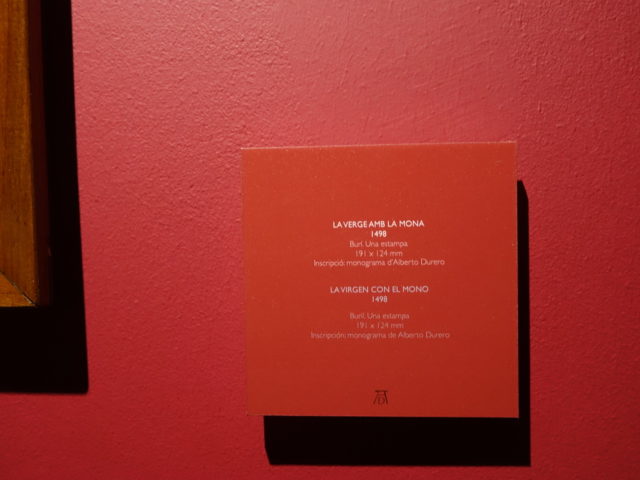 LA VERGE AMB LA MONA
1498
Burí. Una estampa
191 x 124 mm
Inscripció: monograma d'Alberto Durero
LA VIRGEN CON EL MONO
1498
Buril. Una estampa
191 x 124 mm
Inscripción: monograma de Alberto Durero
AD